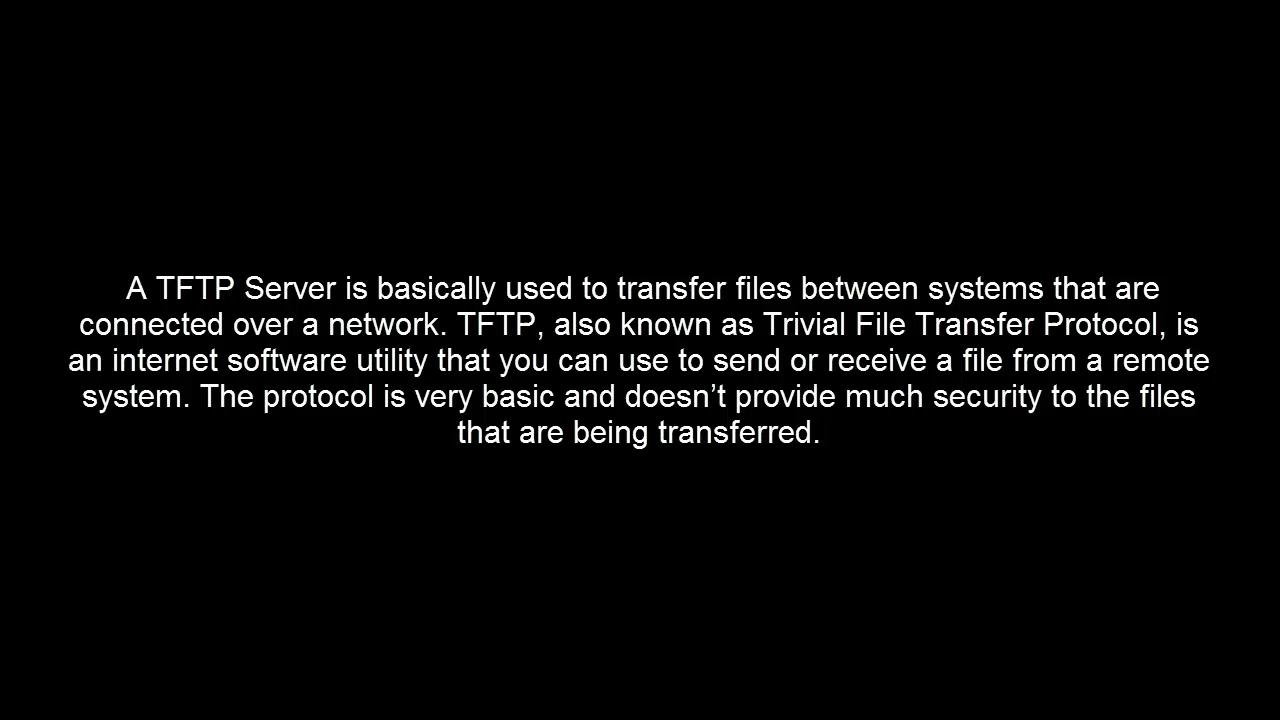 A TFTP Server is basically used to transfer files between systems that are
connected over a network. TFTP, also known as Trivial File Transfer Protocol, is
an internet software utility that you can use to send or receive a file from a remote
system. The protocol is very basic and doesn’t provide much security to the files
that are being transferred.